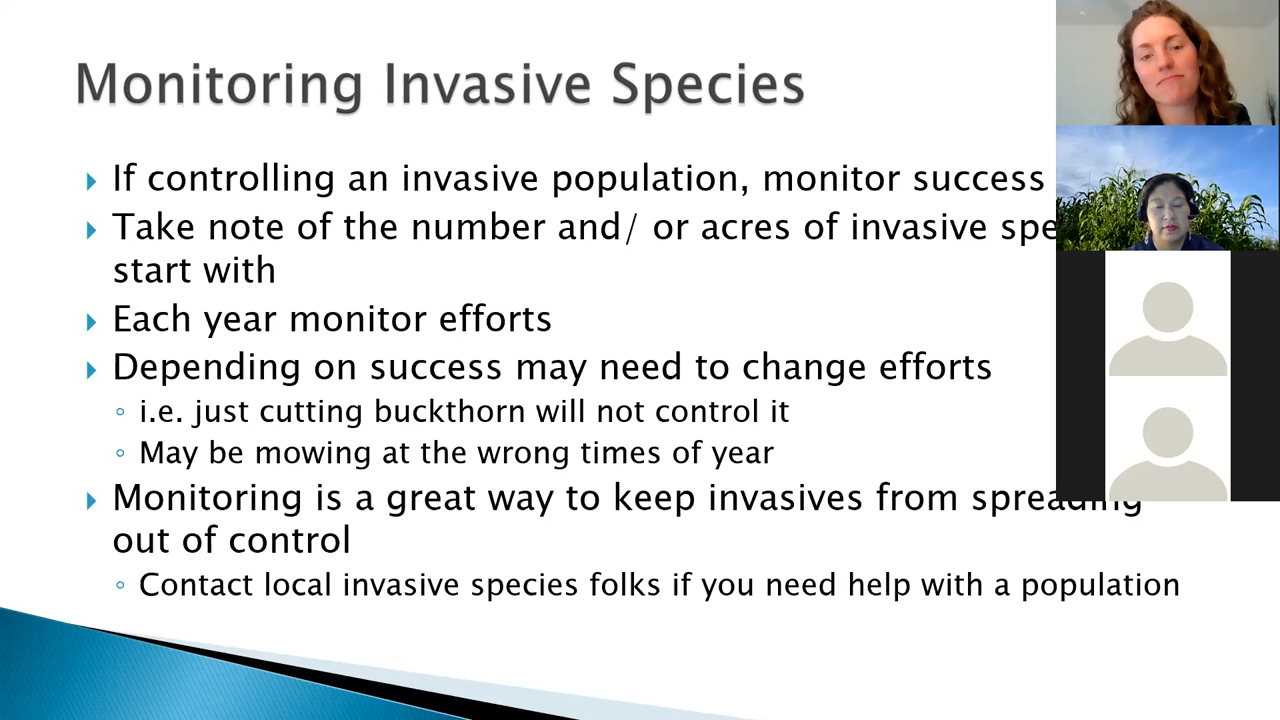 Monitoring Invasive Species
If controlling an invasive population, monitor success
Take note of the number and/ or acres of invasive
start with
Each year monitor efforts
Depending on success may need to change efforts
i.e. just cutting buckthorn will not control it
May be mowing at the wrong times of year
Monitoring is a great way to keep invasives from spreading
out of control
Contact local invasive species folks if you need help with a population